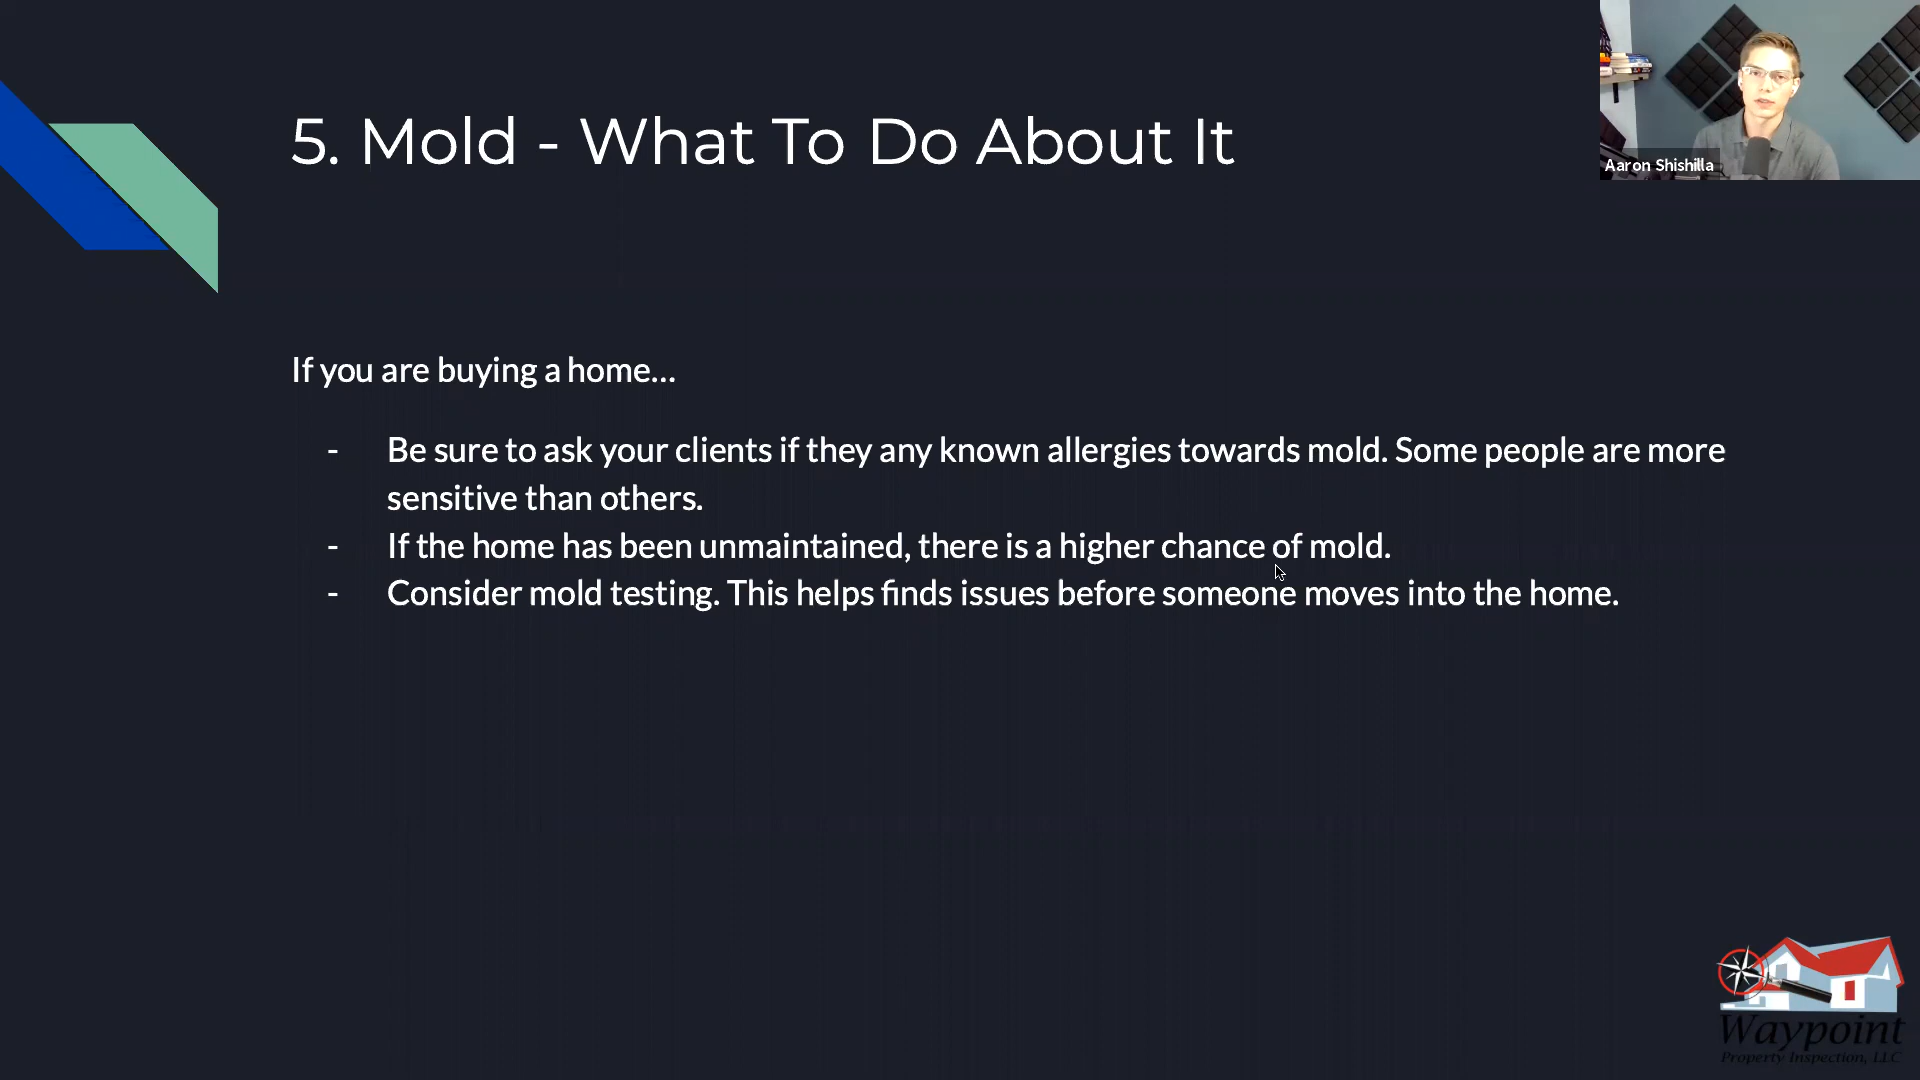 5. Mold - What To Do About It
Aaron Shishilla
If you are buying a home...
- Be sure to ask your clients if they any known allergies towards mold. Some people are more
sensitive than others.
- If the home has been unmaintained, there is a higher chance of mold.
- Consider mold testing. This helps finds issues before someone moves into the home.
Waypoint
Property Inspection, LLC